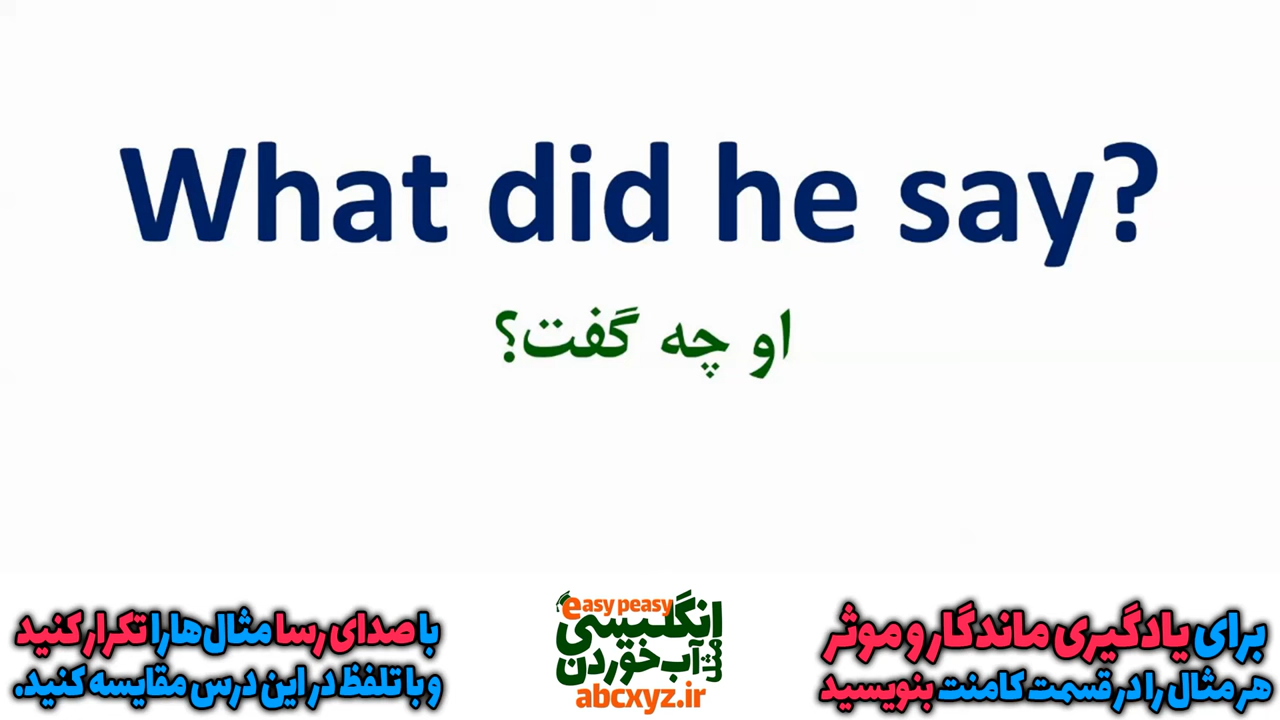 What did he say?
او چه گفت؟
برای یادگیری ماندگار و موثر
هر مثال را در قسمت کامنت بنویسید
easy peasy
انگلیسی
مثل آب خوردن
abcxyz.ir
با صدای رسا مثال‌ها را تکرار کنید
و با تلفظ در این درس مقایسه کنید.